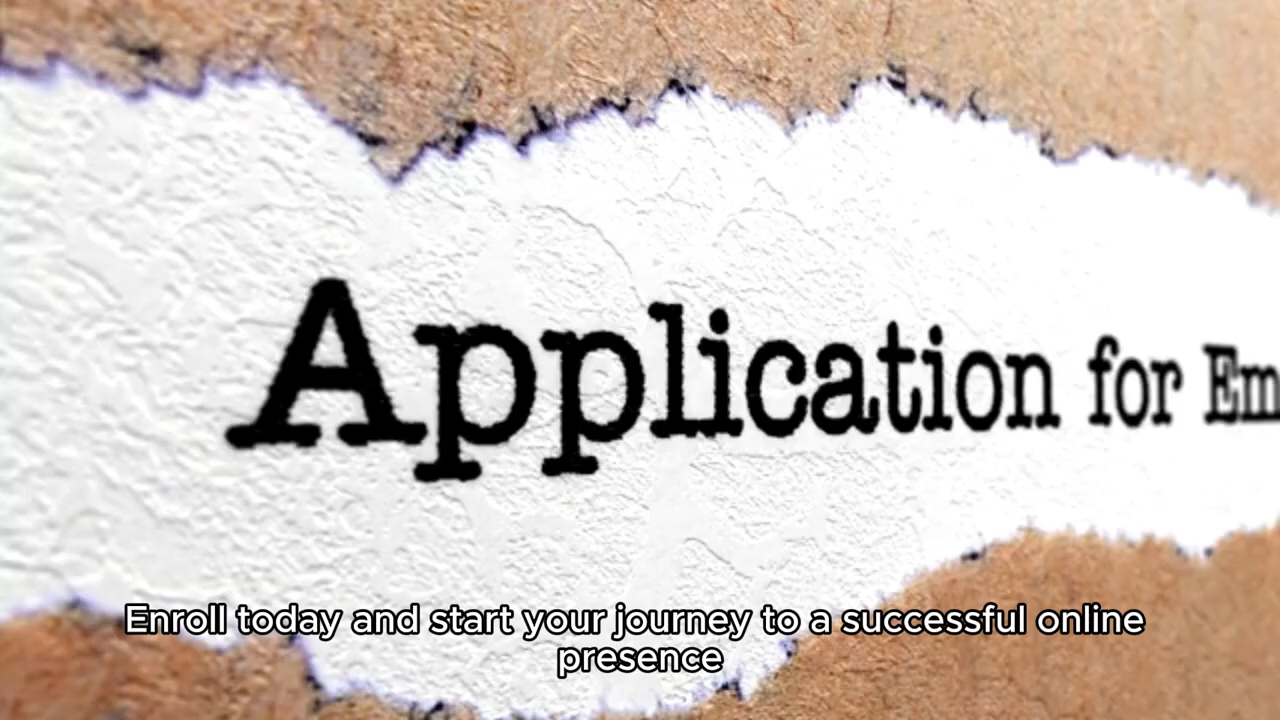 Application for Em
Enroll today and start your journey to a successful online
presence